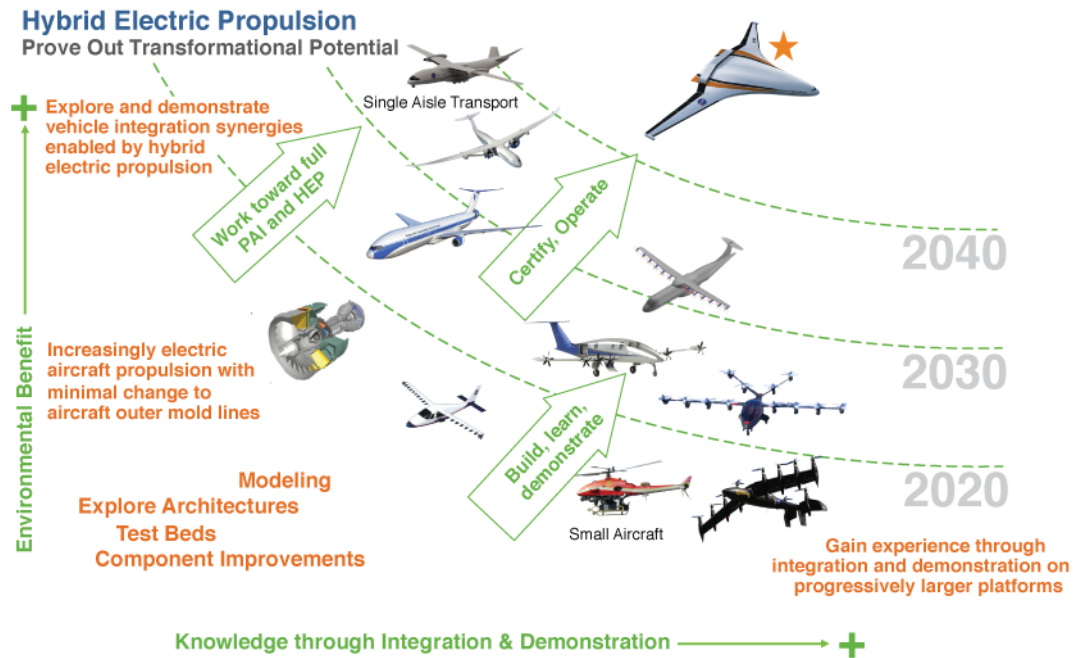 Hybrid Electric Propulsion
Prove Out Transformational Potential
Single Aisle Transport
Explore and demonstrate
vehicle integration synergies
enabled by hybrid
electric propulsion
Work toward full
PAI and HEP
Certify, Operate
2040
Environmental Benefit
Increasingly electric
aircraft propulsion with
minimal change to
aircraft outer mold lines
2030
Build, learn,
demonstrate
Modeling
Explore Architectures
Test Beds
Component Improvements
Small Aircraft
2020
Gain experience through
integration and demonstration on
progressively larger platforms
Knowledge through Integration & Demonstration